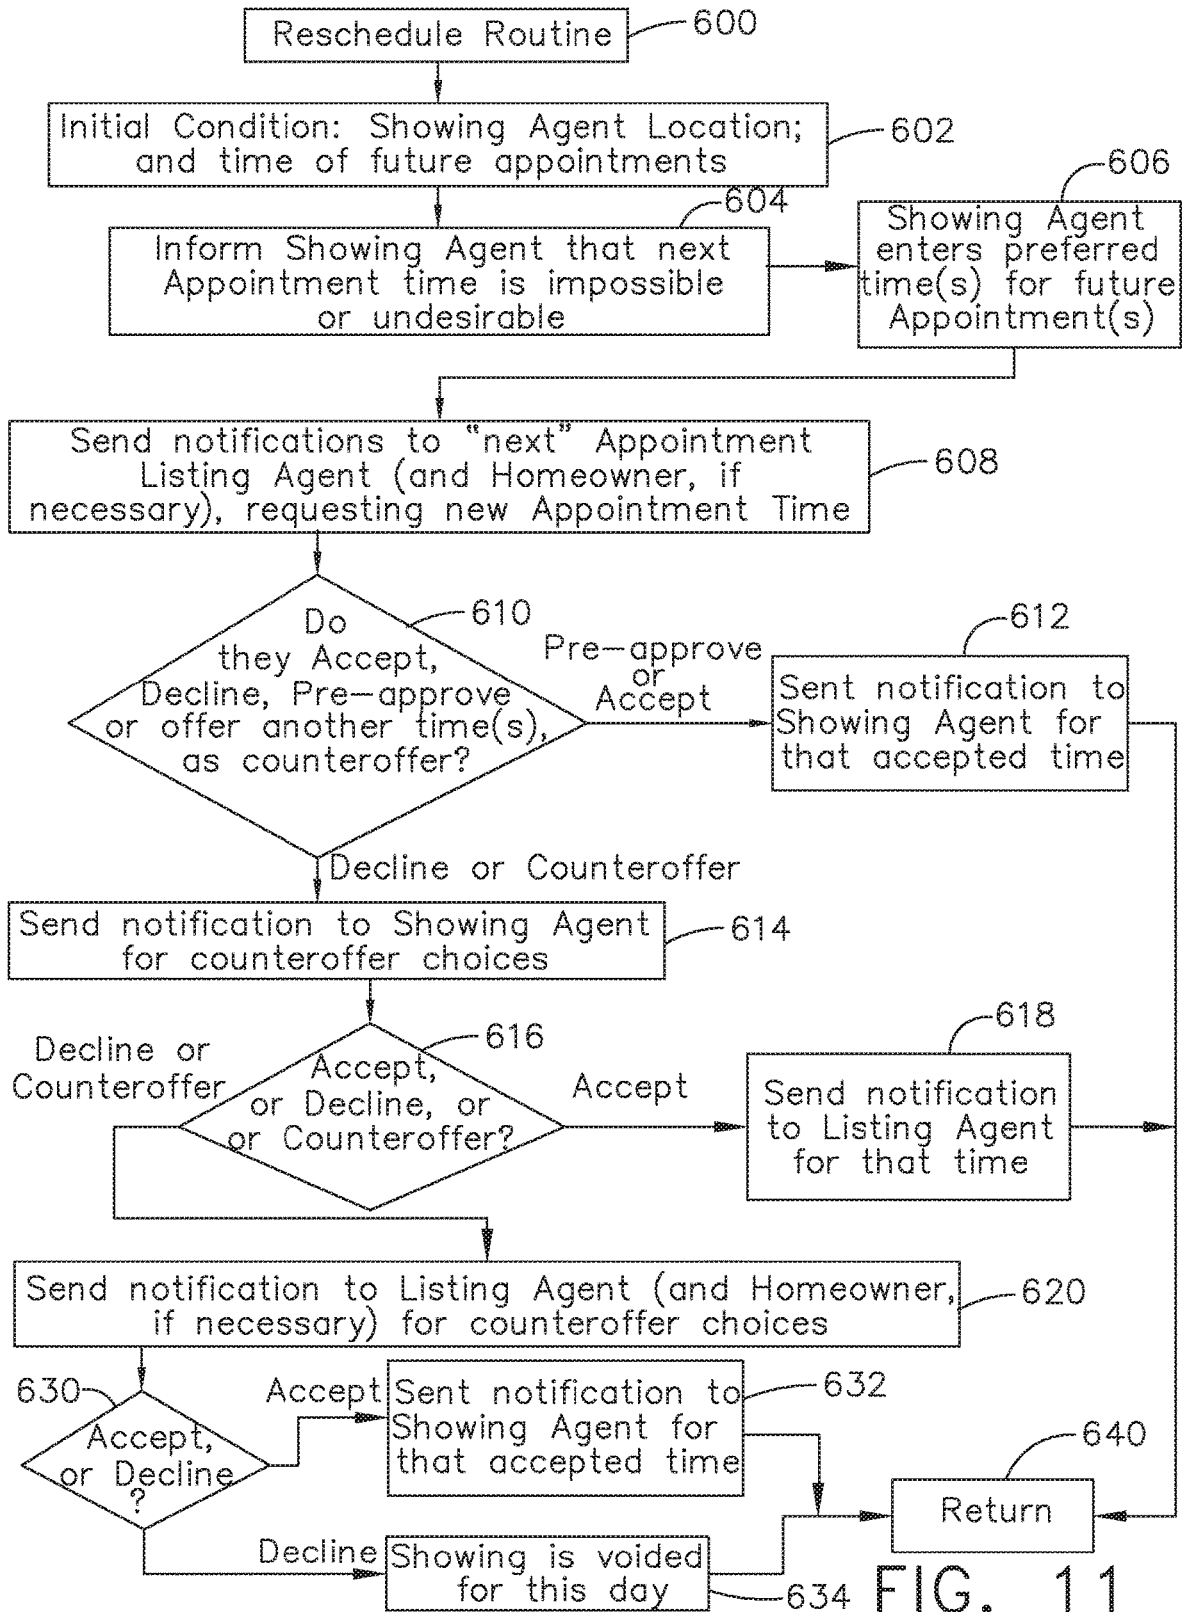 Reschedule Routine
600
Initial Condition: Showing Agent Location;
and time of future appointments
602
604
Inform Showing Agent that next
Appointment time is impossible
or undesirable
606
Showing Agent
enters preferred
time(s) for future
Appointment(s)
Send notifications to "next" Appointment
Listing Agent (and Homeowner, if
necessary), requesting new Appointment Time
608
610
Do
they Accept,
Decline, Pre-approve
or offer another time(s),
as counteroffer?
Pre-approve
or
Accept
612
Sent notification to
Showing Agent for
that accepted time
Decline or Counteroffer
Send notification to Showing Agent
for counteroffer choices
614
616
Decline or
Counteroffer
Accept,
or Decline, or
or Counteroffer?
Accept
618
Send notification
to Listing Agent
for that time
Send notification to Listing Agent (and Homeowner,
if necessary) for counteroffer choices
620
630
Accept,
or Decline
?
Accept
Sent notification to
Showing Agent for
that accepted time
632
640
Return
Decline
Showing is voided
for this day
634
FIG. 11